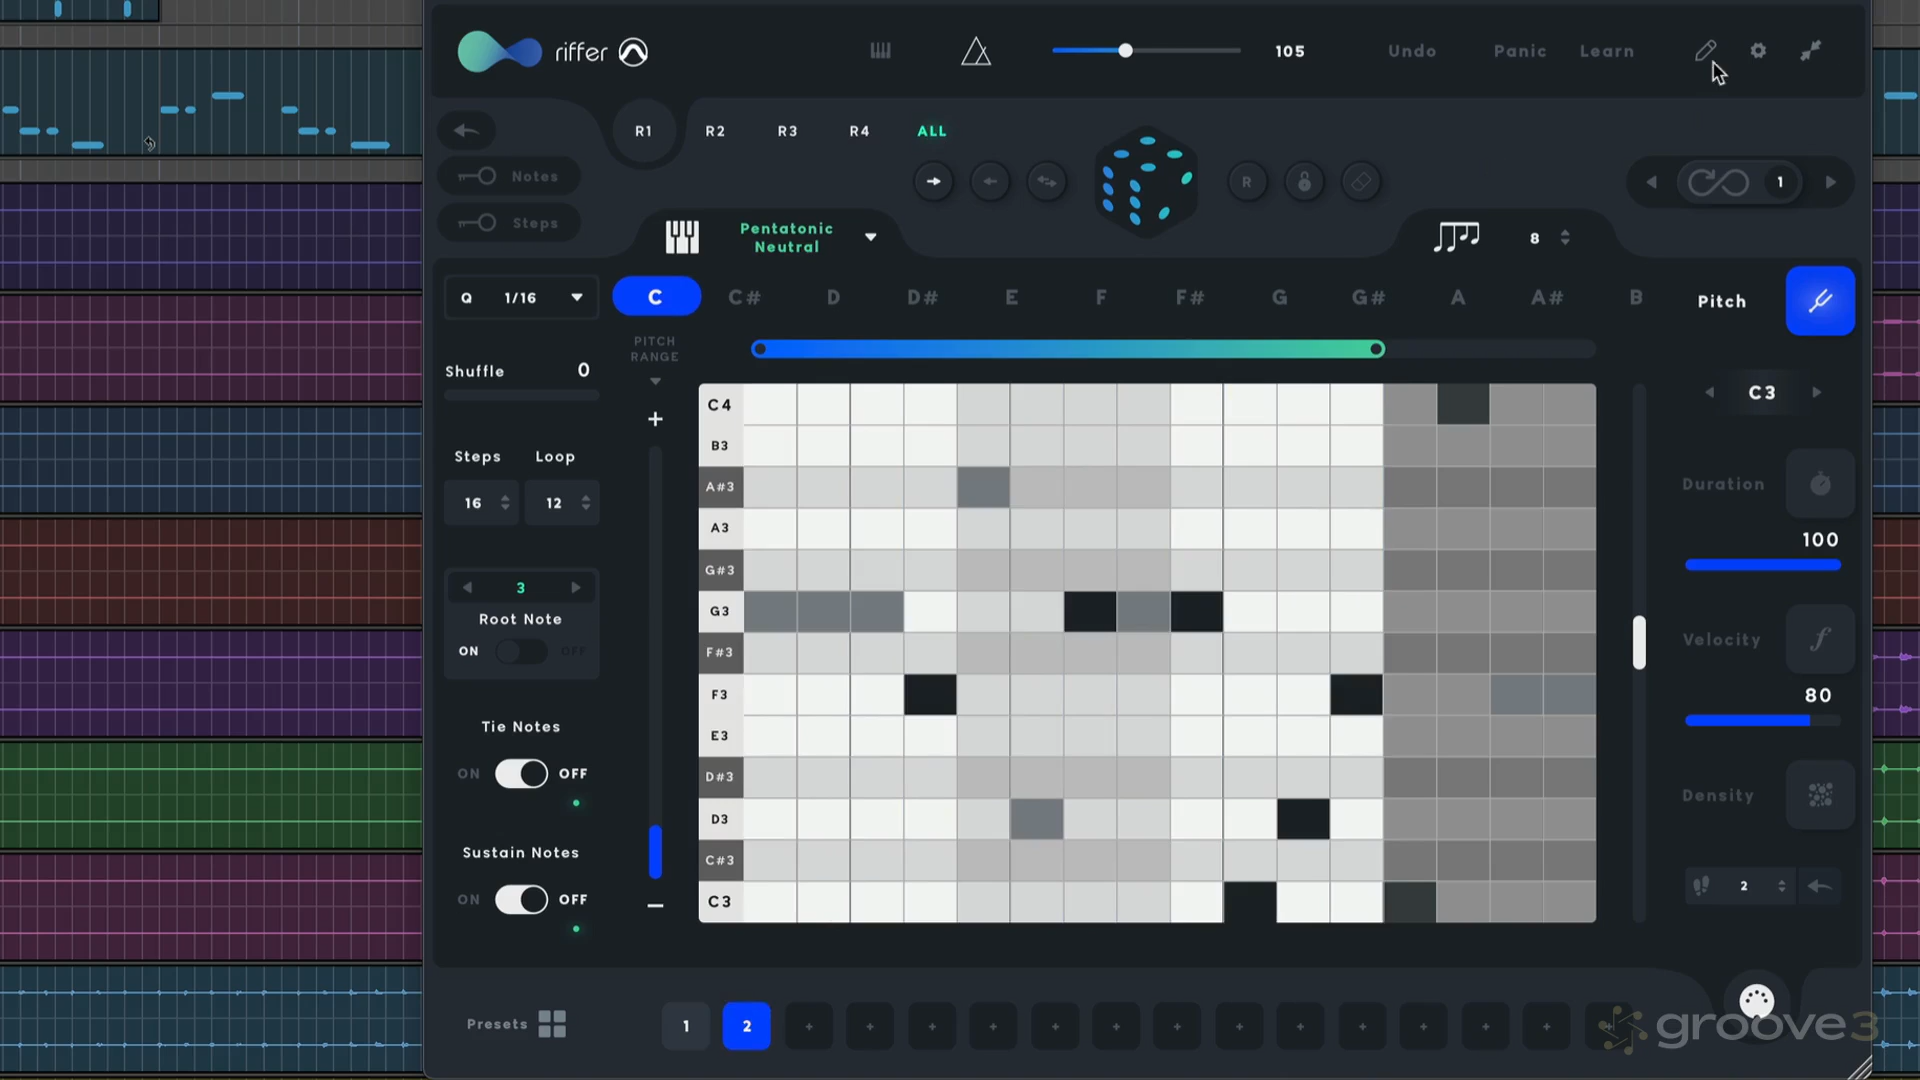 riffer
105
Undo
Panic
Learn
R1
R2
R3
R4
ALL
Notes
Steps
Pentatonic
Neutral
R
1
8
Q 1/16
C C# D D# E F F# G G# A A# B
Pitch
PITCH
RANGE
Shuffle 0
+
Steps Loop
16 12
3
Root Note
ON OFF
Tie Notes
ON OFF
Sustain Notes
ON OFF
C4
B3
A#3
A3
G#3
G3
F#3
F3
E3
D#3
D3
C#3
C3
C3
Duration
100
Velocity f
80
Density
2
Presets
1 2 + + + + + + + + + + + + + +
groove3